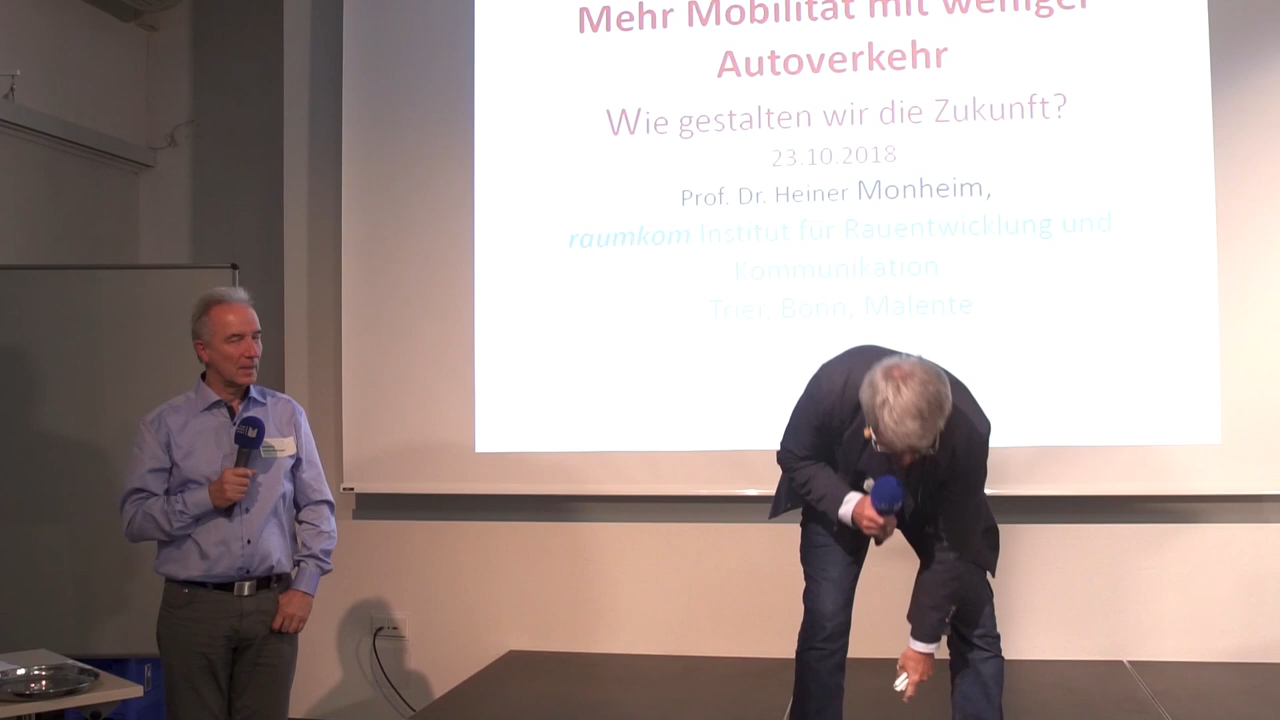 Mehr Mobilität mit weniger
Autoverkehr
Wie gestalten wir die Zukunft?
23.10.2018
Prof. Dr. Heiner Monheim,
raumkom Institut für Rauentwicklung und
Kommunikation
Trier, Bonn, Malente